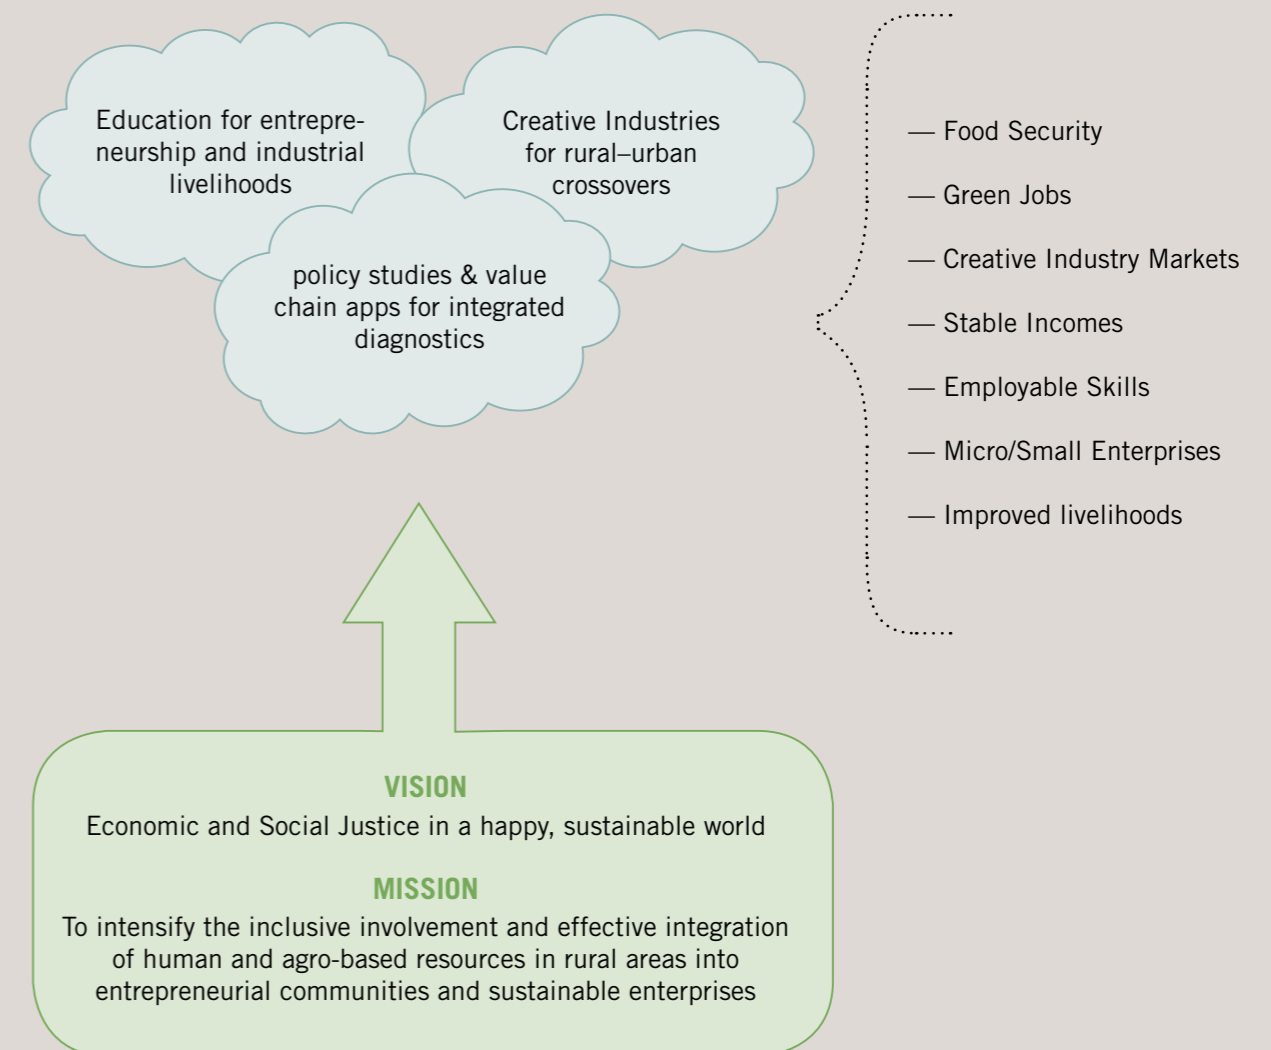 Education for entrepre-
neurship and industrial
livelihoods
Creative Industries
for rural–urban
crossovers
policy studies & value
chain apps for integrated
diagnostics
— Food Security
— Green Jobs
— Creative Industry Markets
— Stable Incomes
— Employable Skills
— Micro/Small Enterprises
— Improved livelihoods
VISION
Economic and Social Justice in a happy, sustainable world
MISSION
To intensify the inclusive involvement and effective integration
of human and agro-based resources in rural areas into
entrepreneurial communities and sustainable enterprises